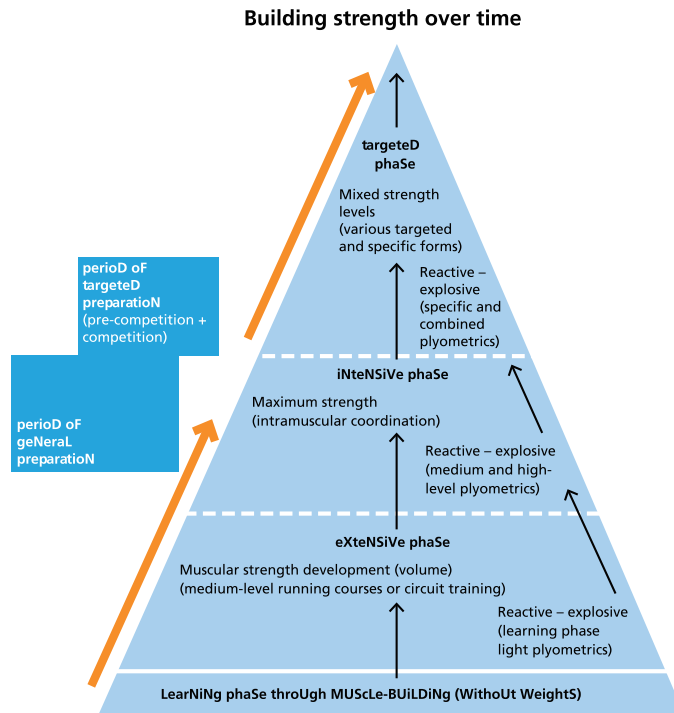 Building strength over time
targeteD
phaSe
Mixed strength
levels
(various targeted
and specific forms)
perioD oF
targeteD
preparatioN
(pre-competition +
competition)
Reactive –
explosive
(specific and
combined
plyometrics)
iNteNSiVe phaSe
Maximum strength
(intramuscular coordination)
perioD oF
geNeraL
preparatioN
Reactive – explosive
(medium and high-
level plyometrics)
eXteNSiVe phaSe
Muscular strength development (volume)
(medium-level running courses or circuit training)
Reactive – explosive
(learning phase
light plyometrics)
LearNiNg phaSe throUgh MUScLe-BUiLDiNg (WithoUt WeightS)